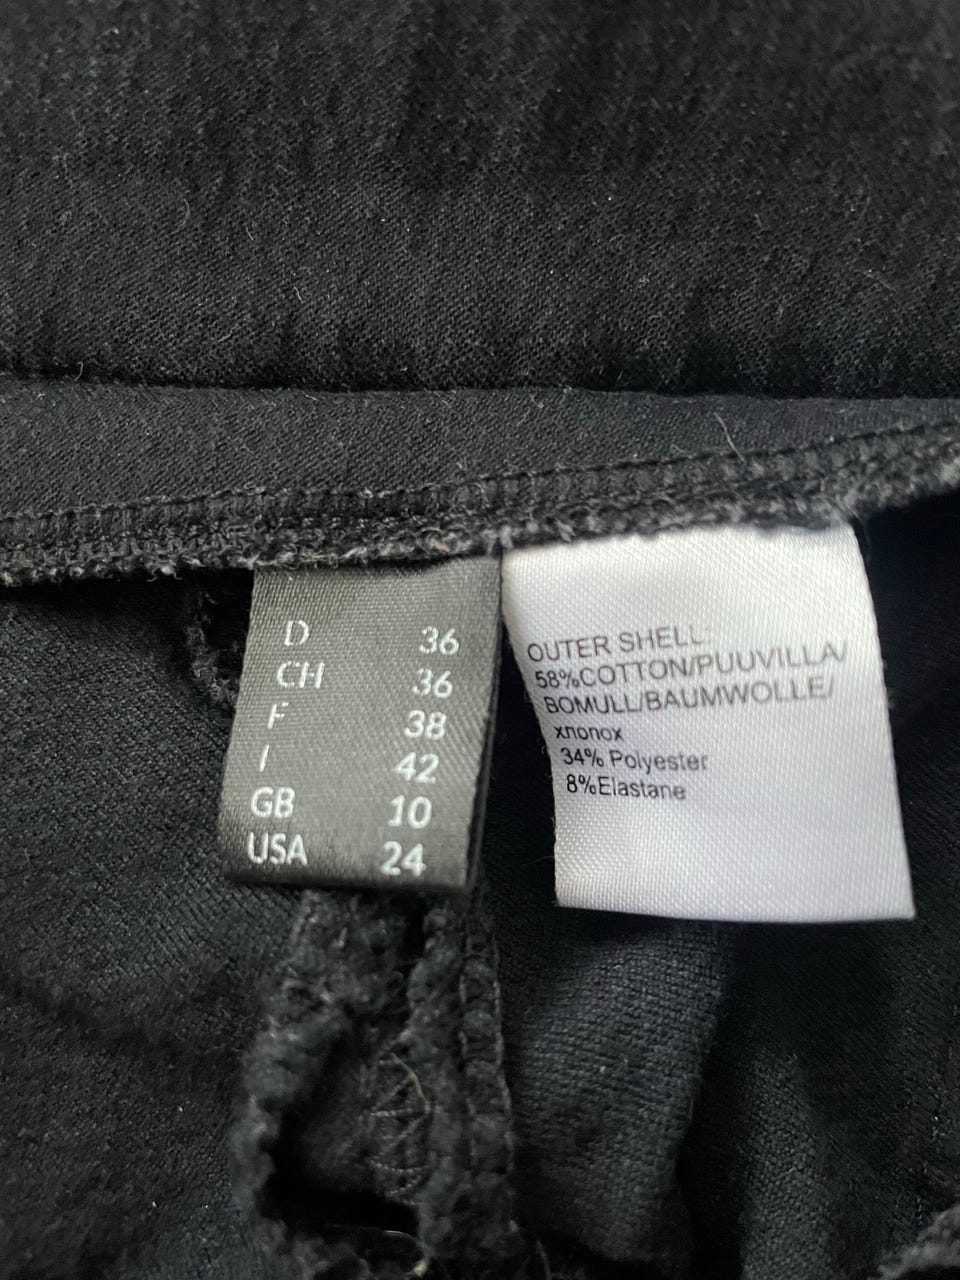 D 36
CH 36
F 38
I 42
GB 10
USA 24
OUTER SHELL:
58%COTTON/PUUVILLA/
BOMULL/BAUMWOLLE/
хлопох
34% Polyester
8%Elastane